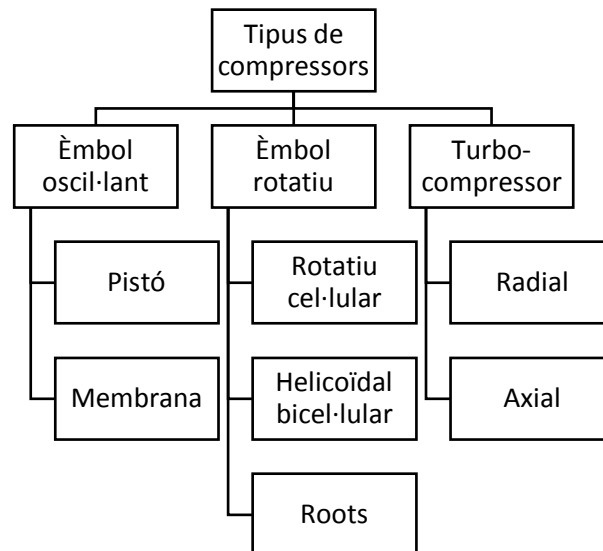 Tipus de
compressors
Èmbol
oscil·lant
Èmbol
rotatiu
Turbo-
compressor
Pistó
Membrana
Rotatiu
cel·lular
Helicoïdal
bicel·lular
Roots
Radial
Axial